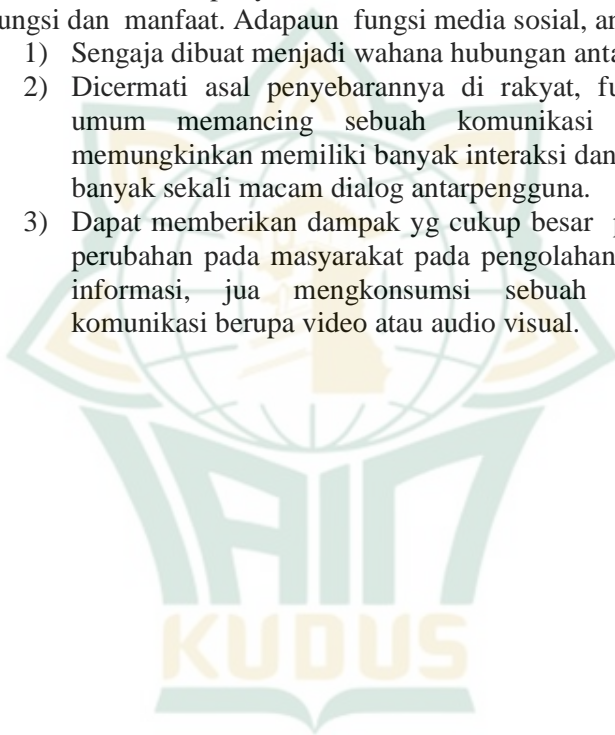 ungsi dan manfaat. Adapaun fungsi media sosial, an
1) Sengaja dibuat menjadi wahana hubungan anta
2) Dicermati asal penyebarannya di rakyat, fu
umum memancing sebuah komunikasi
memungkinkan memiliki banyak interaksi dan
banyak sekali macam dialog antarpengguna.
3) Dapat memberikan dampak yg cukup besar p
perubahan pada masyarakat pada pengolahan
informasi, jua mengkonsumsi sebuah
komunikasi berupa video atau audio visual.
IAIN
KUDUS